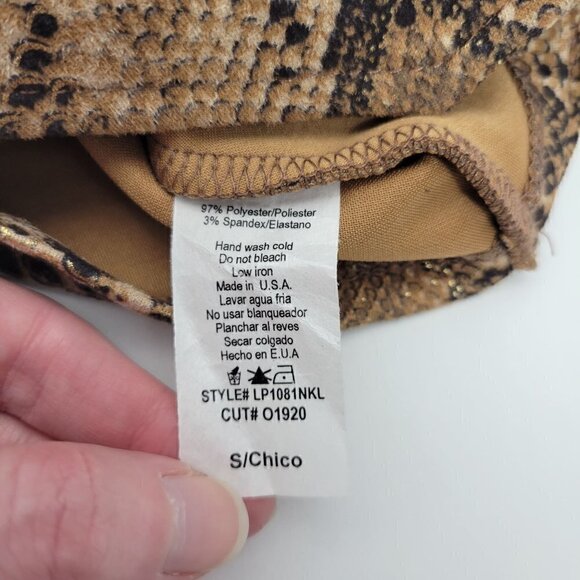 97% Polyester/Poliester
3% Spandex/Elastano
Hand wash cold
Do not bleach
Low iron
Made in U.S.A.
Lavar agua fria
No usar blanqueador
Planchar al reves
Secar colgado
Hecho en E.U.A
STYLE# LP1081NKL
CUT# O1920
S/Chico